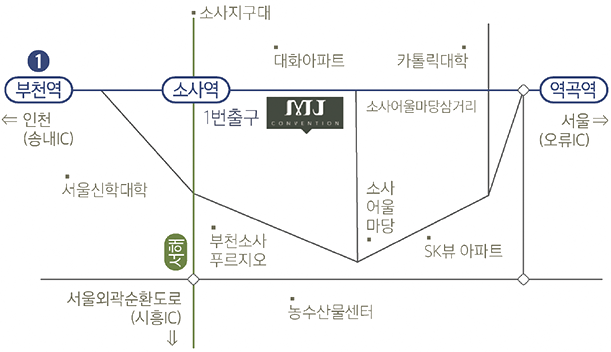 소사지구대
대화아파트
카톨릭대학
1
부천역
소사역
역곡역
← 인천
(송내IC)
1번출구
MJ
CONVENTION
소사어울마당삼거리
서울 →
(오류IC)
서울신학대학
소사
어울
마당
부천소사
푸르지오
SK뷰 아파트
서해
서울외곽순환도로
(시흥IC)
↓
농수산물센터